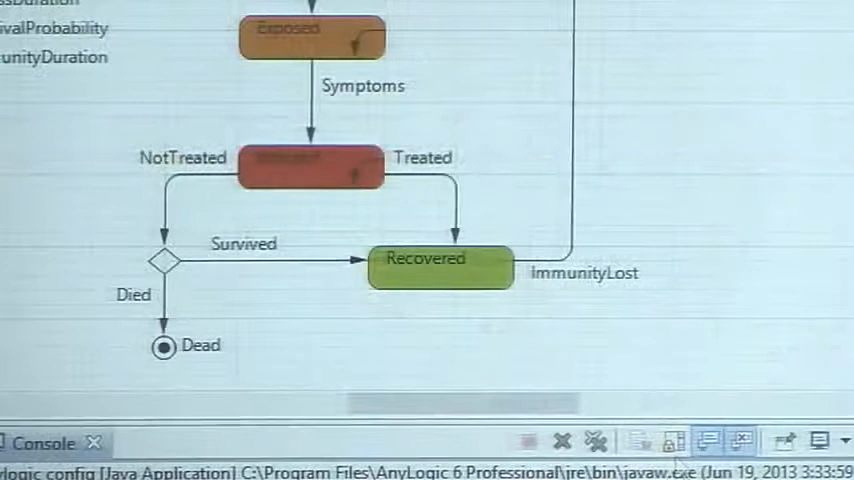 Exposed
ivalProbability
unityDuration
Symptoms
NotTreated
Treated
Survived
Recovered
ImmunityLost
Died
Dead
Console
ylogic config [Java Application] C:\Program Files\AnyLogic 6 Professional\jre\bin\javaw.exe (Jun 19, 2013 3:33:59